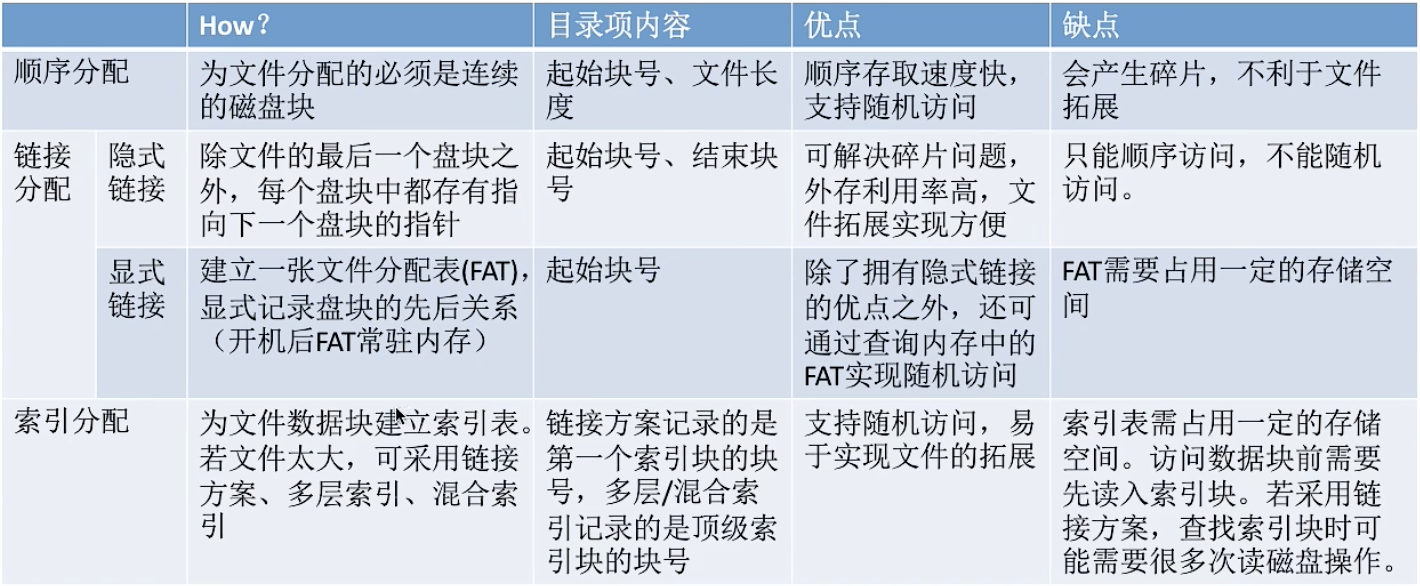 How？
目录项内容
优点
缺点
顺序分配
为文件分配的必须是连续
的磁盘块
起始块号、文件长
度
顺序存取速度快，
支持随机访问
会产生碎片，不利于文件
拓展
链接
分配
隐式
链接
除文件的最后一个盘块之
外，每个盘块中都存有指
向下一个盘块的指针
起始块号、结束块
号
可解决碎片问题，
外存利用率高，文
件拓展实现方便
只能顺序访问，不能随机
访问。
显式
链接
建立一张文件分配表(FAT)，
显式记录盘块的先后关系
（开机后FAT常驻内存）
起始块号
除了拥有隐式链接
的优点之外，还可
通过查询内存中的
FAT实现随机访问
FAT需要占用一定的存储空
间
索引分配
为文件数据块建立索引表。
若文件太大，可采用链接
方案、多层索引、混合索
引
链接方案记录的是
第一个索引块的块
号，多层/混合索
引记录的是顶级索
引块的块号
支持随机访问，易
于实现文件的拓展
索引表需占用一定的存储
空间。访问数据块前需要
先读入索引块。若采用链
接方案，查找索引块时可
能需要很多次读磁盘操作。